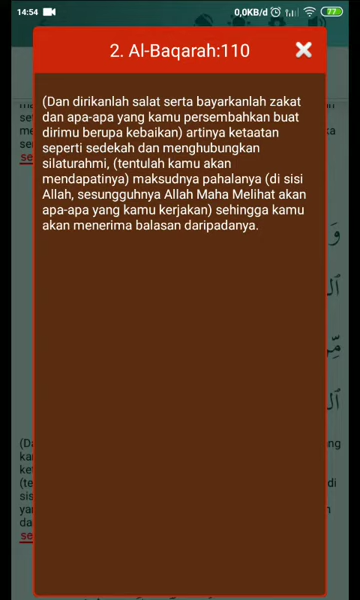 14:54
0,0KB/d
77
2. Al-Baqarah:110
(Dan dirikanlah salat serta bayarkanlah zakat
dan apa-apa yang kamu persembahkan buat
dirimu berupa kebaikan) artinya ketaatan
seperti sedekah dan menghubungkan
silaturahmi, (tentulah kamu akan
mendapatinya) maksudnya pahalanya (di sisi
Allah, sesungguhnya Allah Maha Melihat akan
apa-apa yang kamu kerjakan) sehingga kamu
akan menerima balasan daripadanya.